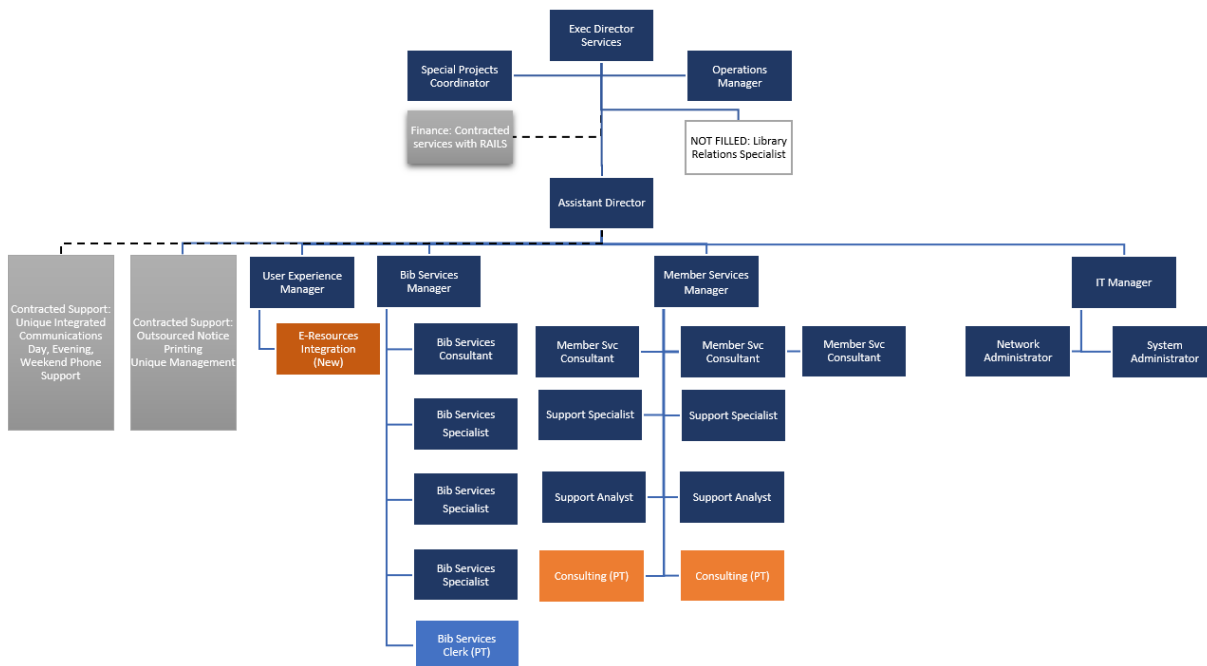 Exec Director
Services
Special Projects
Coordinator
Operations
Manager
Finance: Contracted
services with RAILS
NOT FILLED: Library
Relations Specialist
Assistant Director
Contracted Support:
Unique Integrated
Communications
Day, Evening,
Weekend Phone
Support
Contracted Support:
Outsourced Notice
Printing
Unique Management
User Experience
Manager
Bib Services
Manager
Member Services
Manager
IT Manager
E-Resources
Integration
(New)
Bib Services
Consultant
Member Svc
Consultant
Member Svc
Consultant
Member Svc
Consultant
Network
Administrator
System
Administrator
Bib Services
Specialist
Support Specialist
Support Specialist
Bib Services
Specialist
Support Analyst
Support Analyst
Bib Services
Specialist
Consulting (PT)
Consulting (PT)
Bib Services
Clerk (PT)